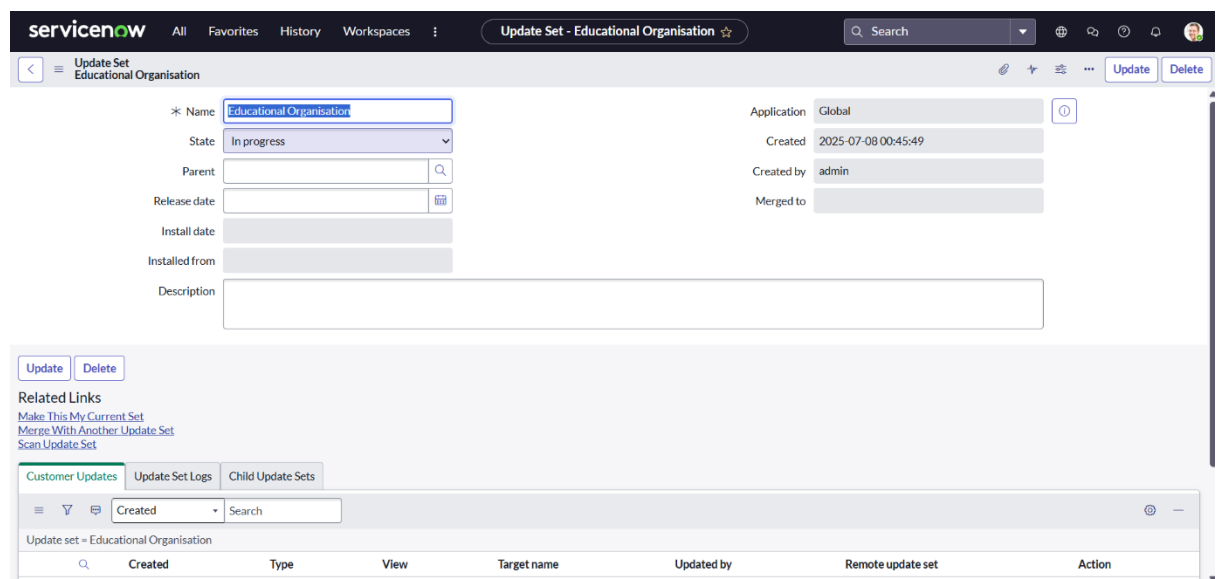 servicenow All Favorites History Workspaces Update Set - Educational Organisation Search
Update Set
Educational Organisation
Update Delete
Name Educational Organisation Application Global
State In progress Created 2025-07-08 00:45:49
Parent Created by admin
Release date Merged to
Install date
Installed from
Description
Update Delete
Related Links
Make This My Current Set
Merge With Another Update Set
Scan Update Set
Customer Updates Update Set Logs Child Update Sets
Created Search
Update set = Educational Organisation
Created Type View Target name Updated by Remote update set Action